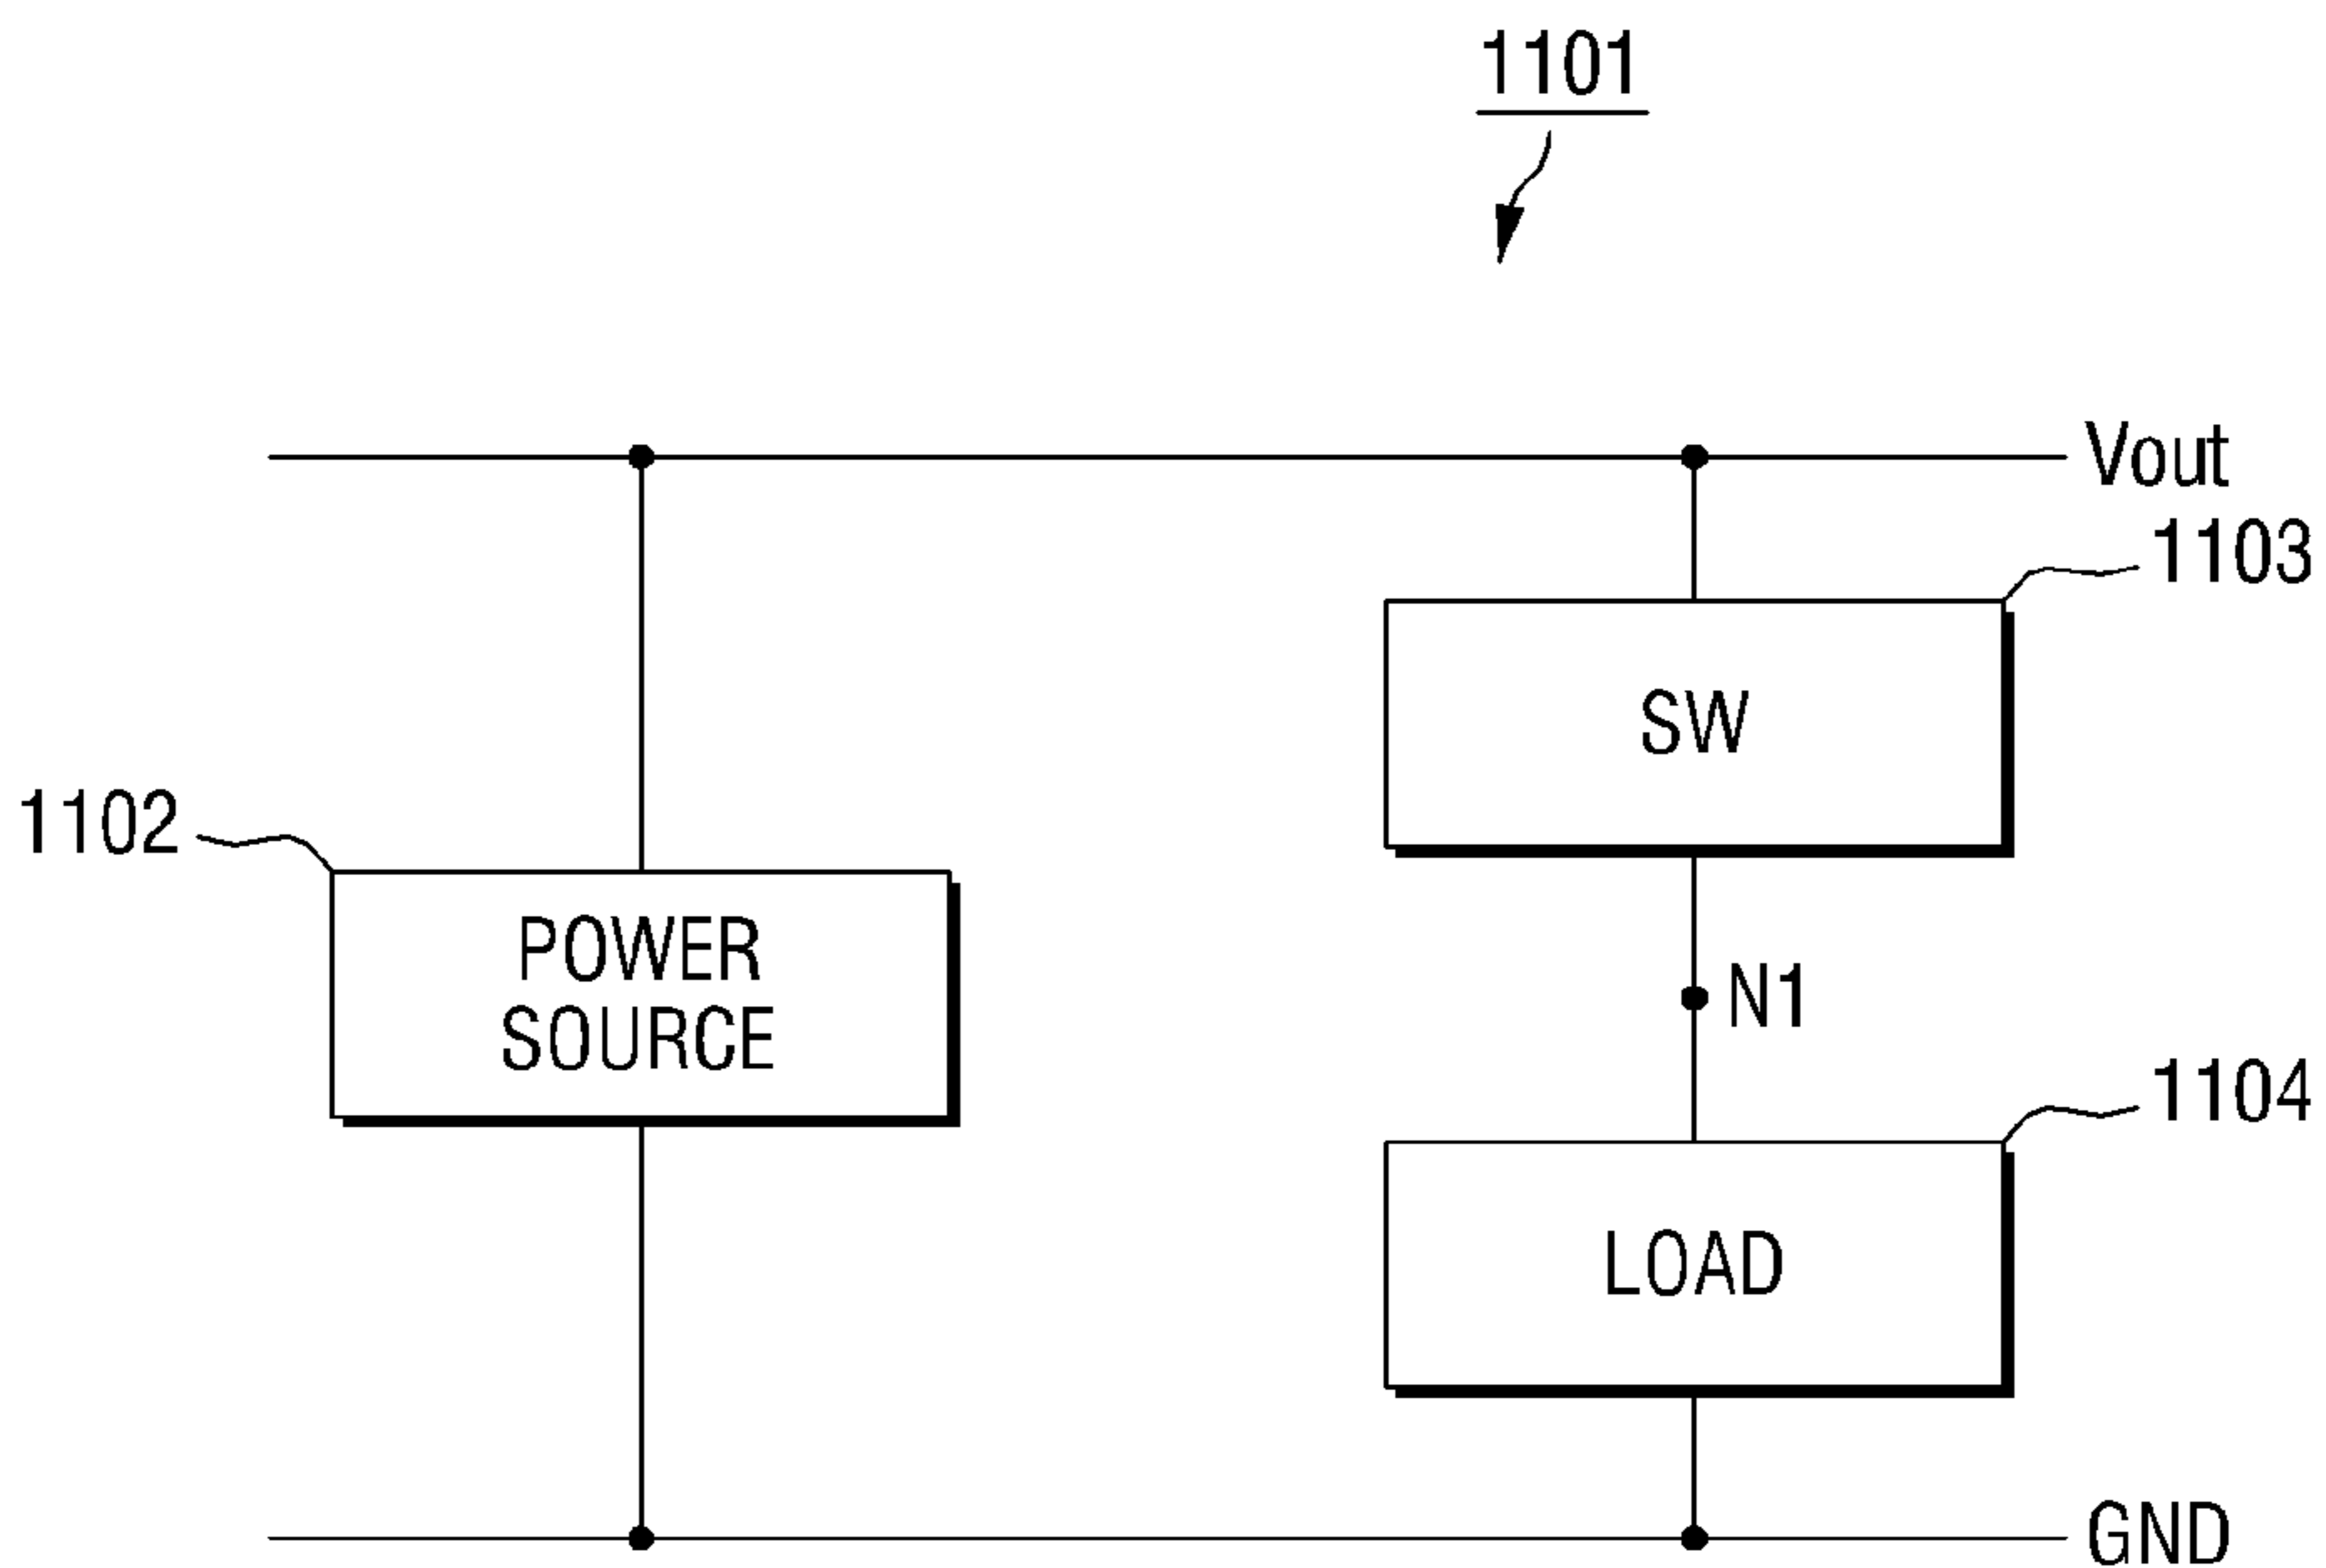 1101
Vout
1103
SW
1102
POWER
SOURCE
N1
1104
LOAD
GND